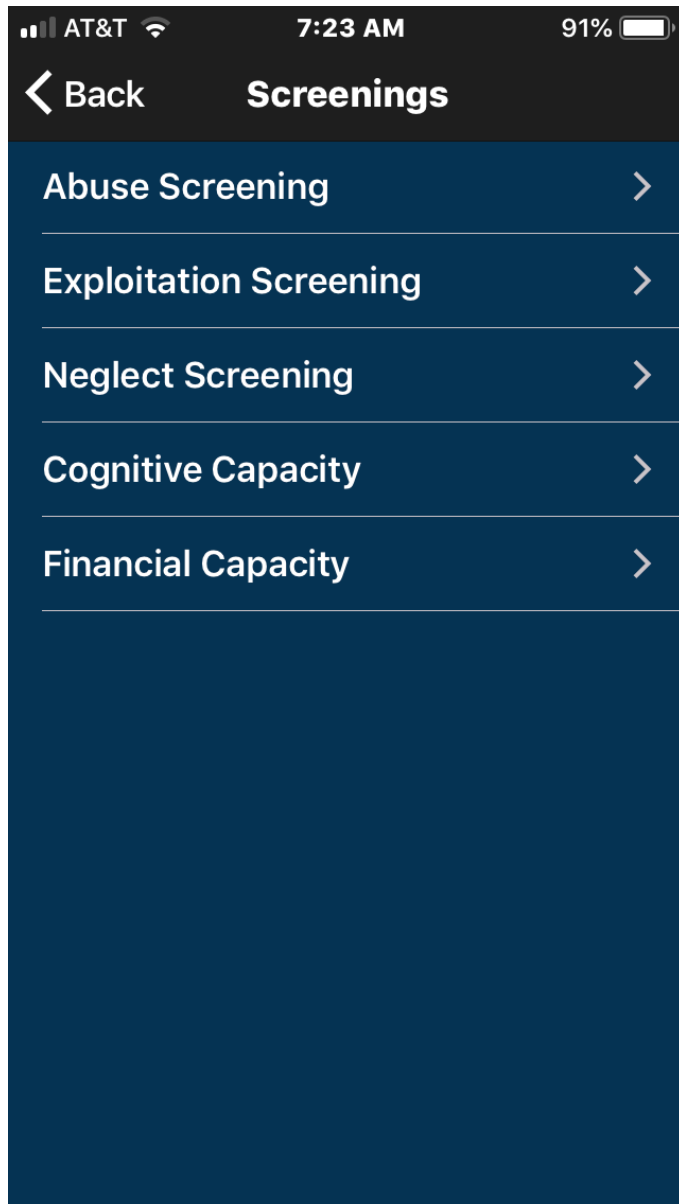 AT&T 7:23 AM 91%
Back Screenings
Abuse Screening
Exploitation Screening
Neglect Screening
Cognitive Capacity
Financial Capacity